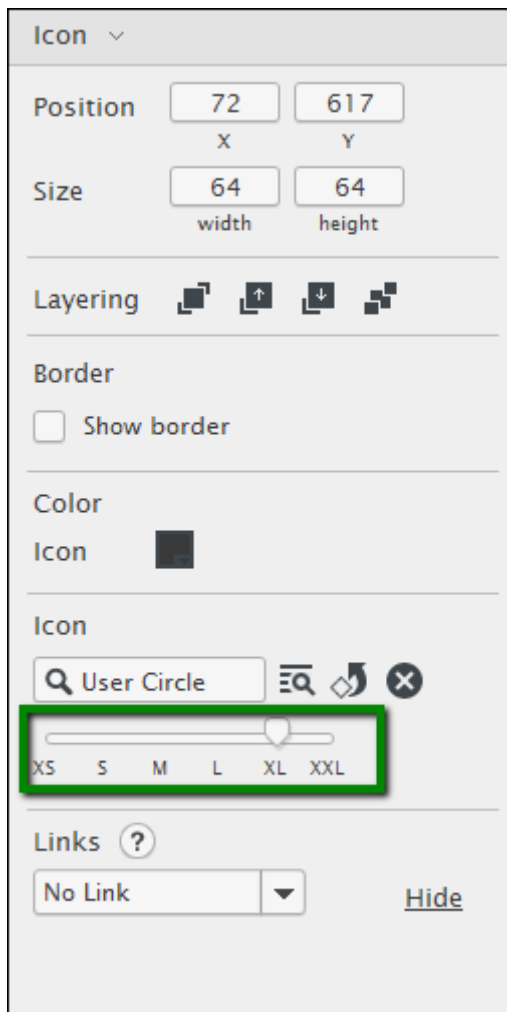 Icon
Position 72 617
X Y
Size 64 64
width height
Layering
Border
Show border
Color
Icon
Icon
User Circle
XS S M L XL XXL
Links ?
No Link
Hide